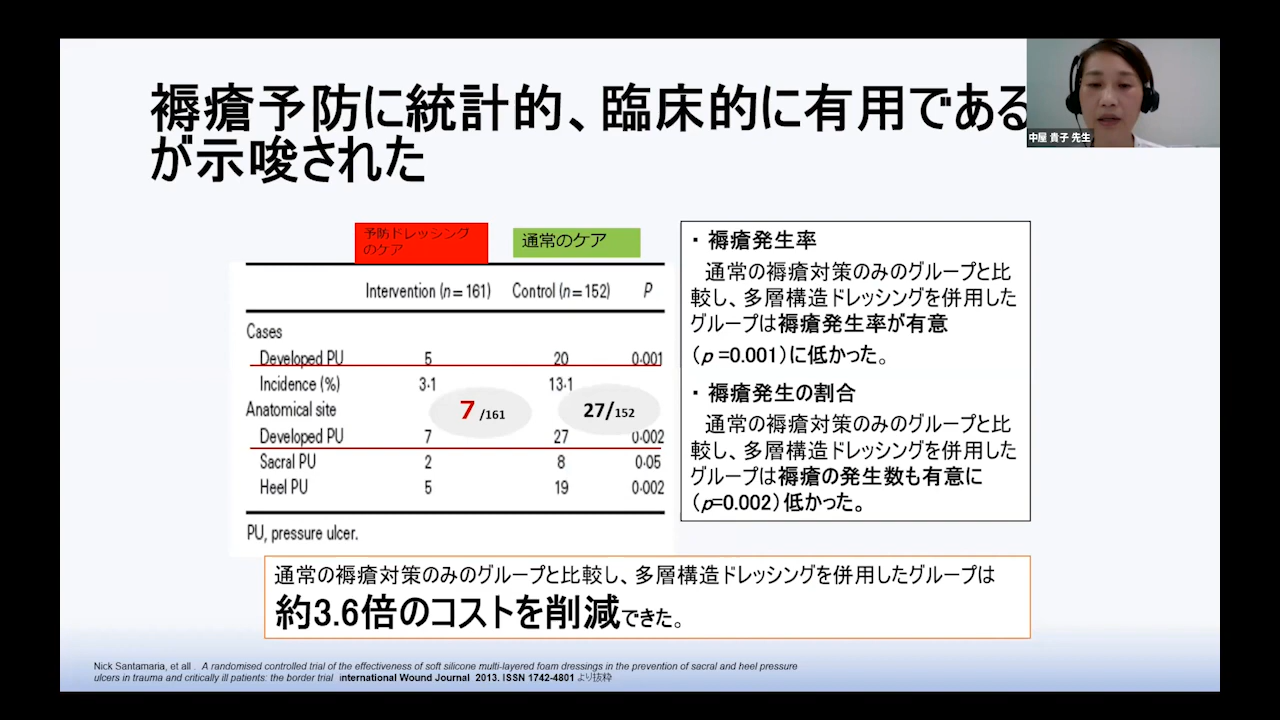 褥瘡予防に統計的、臨床的に有用である
が示唆された
中屋 貴子 先生
予防ドレッシング
のケア
通常のケア
Intervention (n=161) Control (n=152) P
Cases
Developed PU 5 20 0·001
Incidence (%) 3·1 13·1
Anatomical site
7 /161 27/152
Developed PU 7 27 0·002
Sacral PU 2 8 0·05
Heel PU 5 19 0·002
PU, pressure ulcer.
・褥瘡発生率
通常の褥瘡対策のみのグループと比
較し、多層構造ドレッシングを併用した
グループは褥瘡発生率が有意
（p =0.001）に低かった。
・褥瘡発生の割合
通常の褥瘡対策のみのグループと比
較し、多層構造ドレッシングを併用した
グループは褥瘡の発生数も有意に
（p=0.002）低かった。
通常の褥瘡対策のみのグループと比較し、多層構造ドレッシングを併用したグループは
約3.6倍のコストを削減できた。
Nick Santamaria, et all . A randomised controlled trial of the effectiveness of soft silicone multi-layered foam dressings in the prevention of sacral and heel pressure
ulcers in trauma and critically ill patients: the border trial international Wound Journal 2013. ISSN 1742-4801 より抜粋